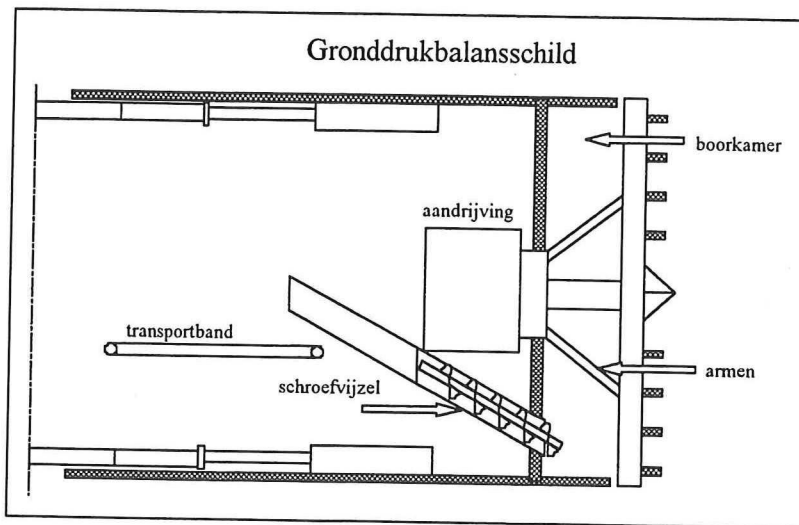 Gronddrukbalansschild
boorkamer
aandrijving
transportband
schroefvijzel
armen